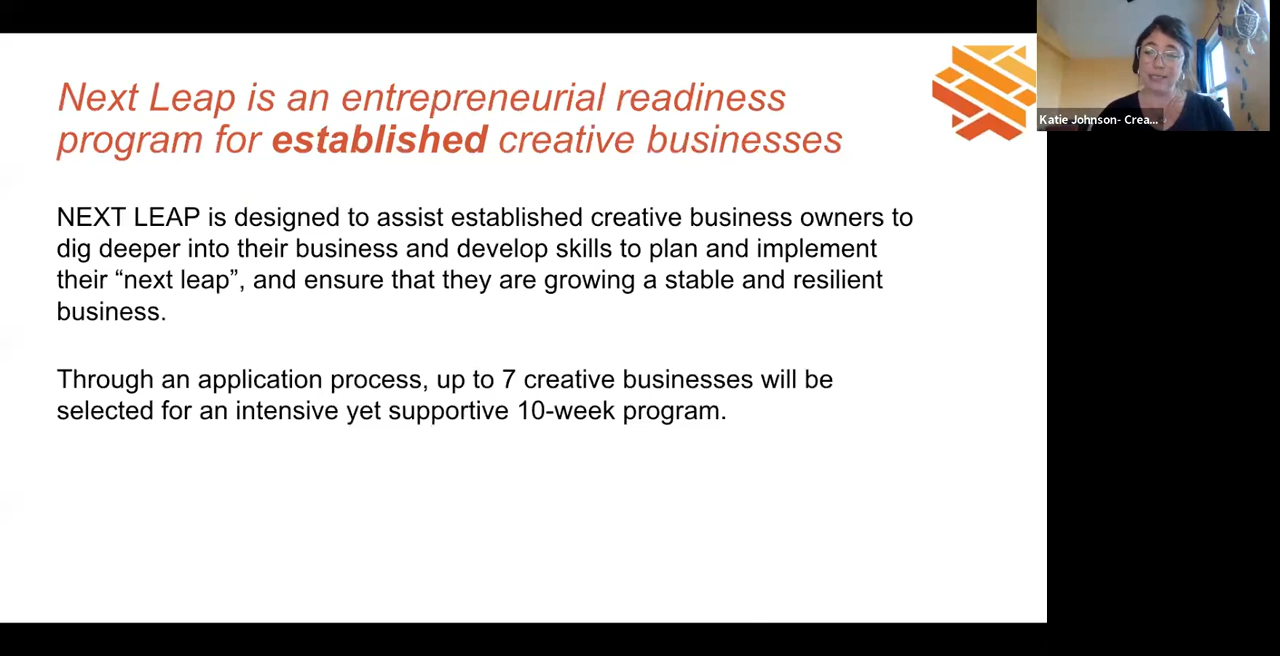 Next Leap is an entrepreneurial readiness
program for established creative businesses
NEXT LEAP is designed to assist established creative business owners to
dig deeper into their business and develop skills to plan and implement
their “next leap”, and ensure that they are growing a stable and resilient
business.
Through an application process, up to 7 creative businesses will be
selected for an intensive yet supportive 10-week program.
Katie Johnson- Crea...